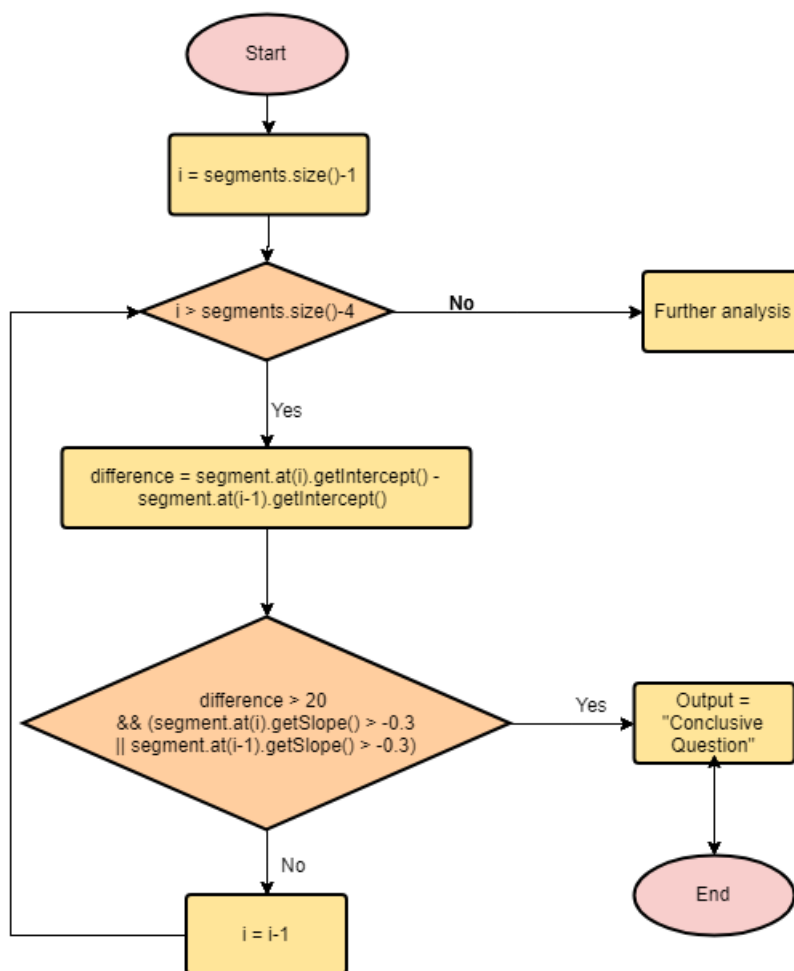 Start
i = segments.size()-1
i > segments.size()-4
No
Further analysis
Yes
difference = segment.at(i).getIntercept() -
segment.at(i-1).getIntercept()
difference > 20
&& (segment.at(i).getSlope() > -0.3
|| segment.at(i-1).getSlope() > -0.3)
Yes
Output =
"Conclusive
Question"
No
End
i = i-1